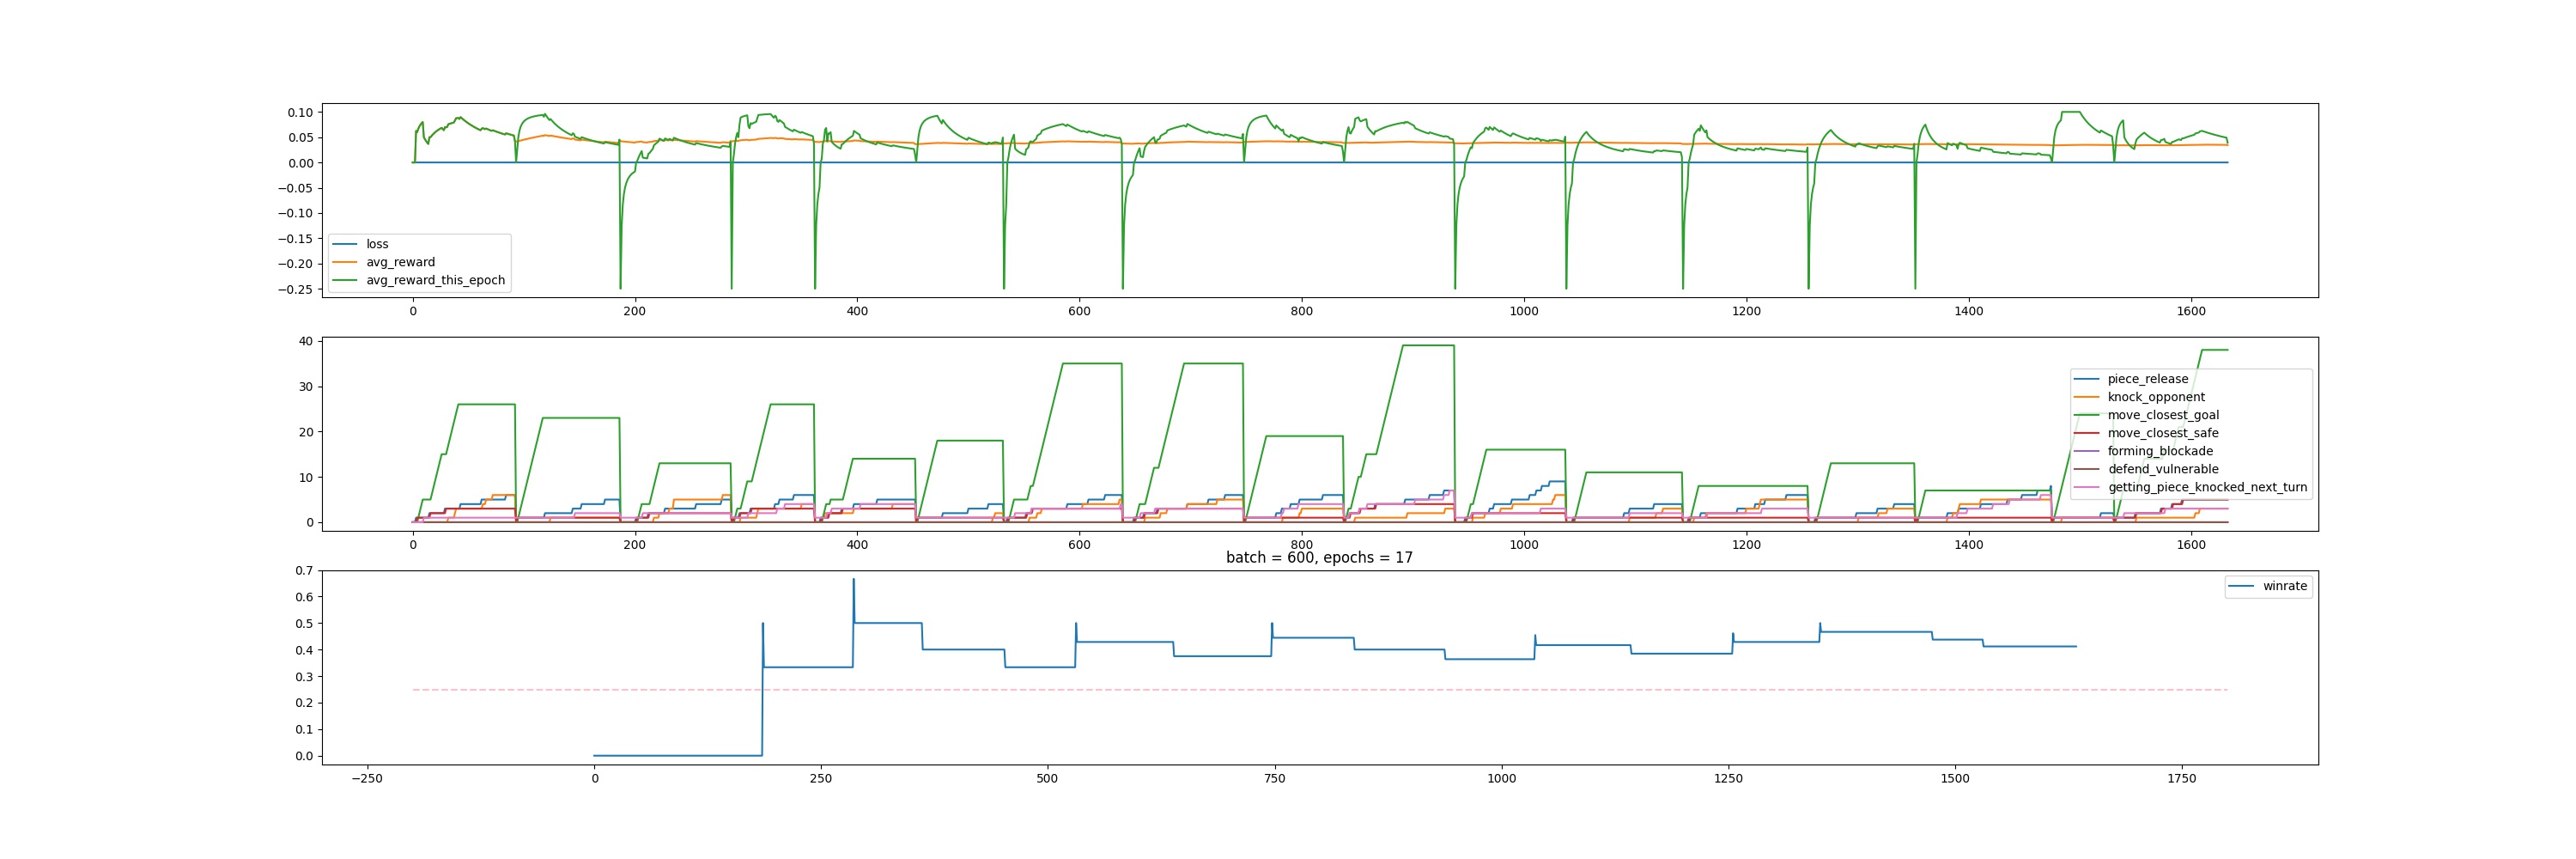 0.10
0.05
0.00
−0.05
−0.10
−0.15
−0.20
−0.25
loss
avg_reward
avg_reward_this_epoch
0 200 400 600 800 1000 1200 1400 1600
40
30
20
10
0
piece_release
knock_opponent
move_closest_goal
move_closest_safe
forming_blockade
defend_vulnerable
getting_piece_knocked_next_turn
0 200 400 600 800 1000 1200 1400 1600
batch = 600, epochs = 17
0.7
0.6
0.5
0.4
0.3
0.2
0.1
0.0
winrate
−250 0 250 500 750 1000 1250 1500 1750